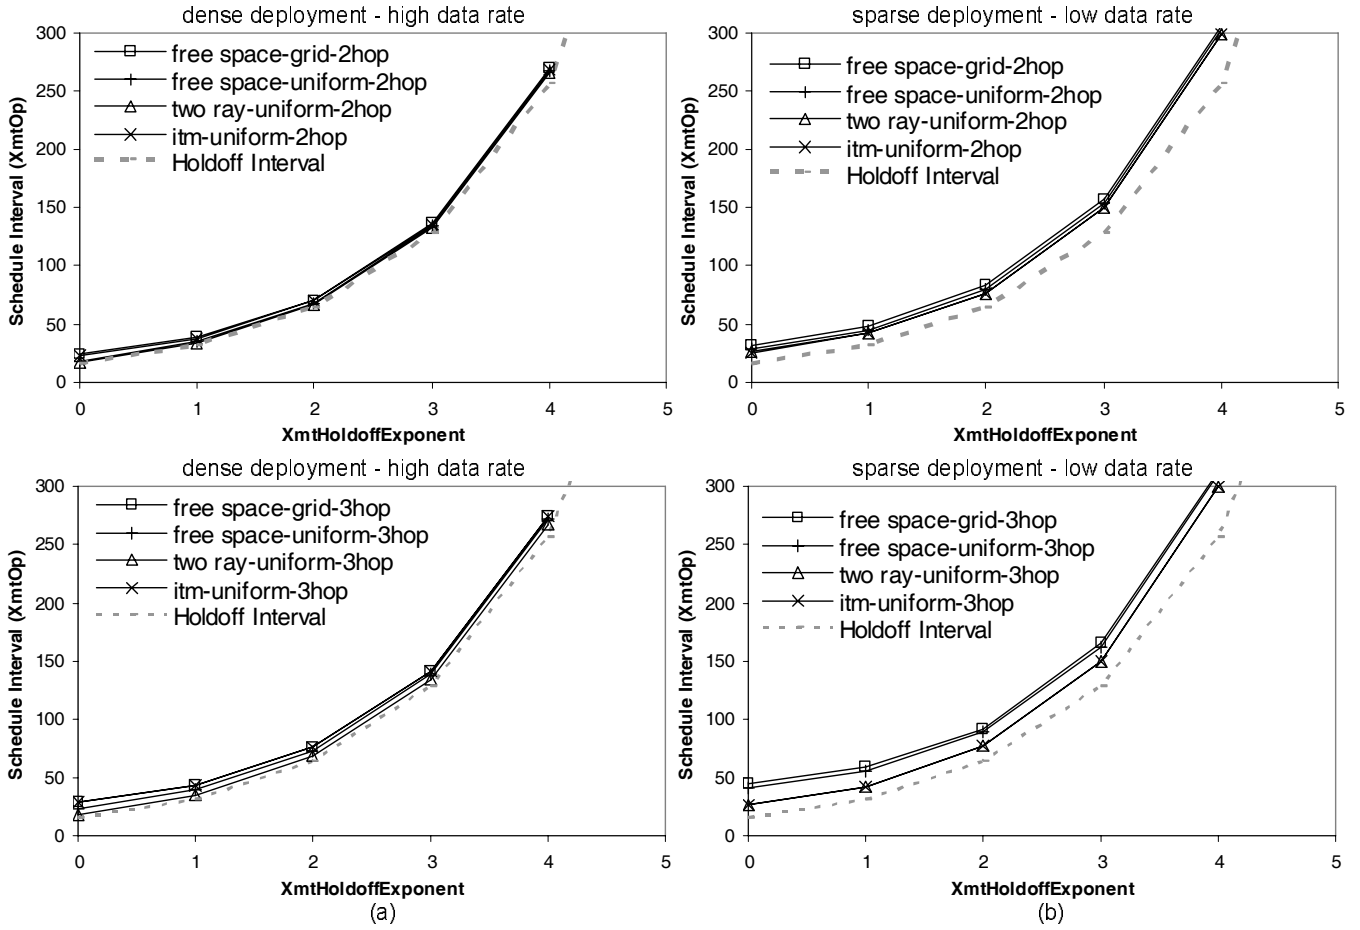 dense deployment - high data rate
300
250
200
150
100
50
0
0 1 2 3 4 5
Schedule Interval (XmtOp)
XmtHoldoffExponent
free space-grid-2hop
free space-uniform-2hop
two ray-uniform-2hop
itm-uniform-2hop
Holdoff Interval
sparse deployment - low data rate
300
250
200
150
100
50
0
0 1 2 3 4 5
Schedule Interval (XmtOp)
XmtHoldoffExponent
free space-grid-2hop
free space-uniform-2hop
two ray-uniform-2hop
itm-uniform-2hop
Holdoff Interval
dense deployment - high data rate
300
250
200
150
100
50
0
0 1 2 3 4 5
Schedule Interval (XmtOp)
XmtHoldoffExponent
free space-grid-3hop
free space-uniform-3hop
two ray-uniform-3hop
itm-uniform-3hop
Holdoff Interval
(a)
sparse deployment - low data rate
300
250
200
150
100
50
0
0 1 2 3 4 5
Schedule Interval (XmtOp)
XmtHoldoffExponent
free space-grid-3hop
free space-uniform-3hop
two ray-uniform-3hop
itm-uniform-3hop
Holdoff Interval
(b)